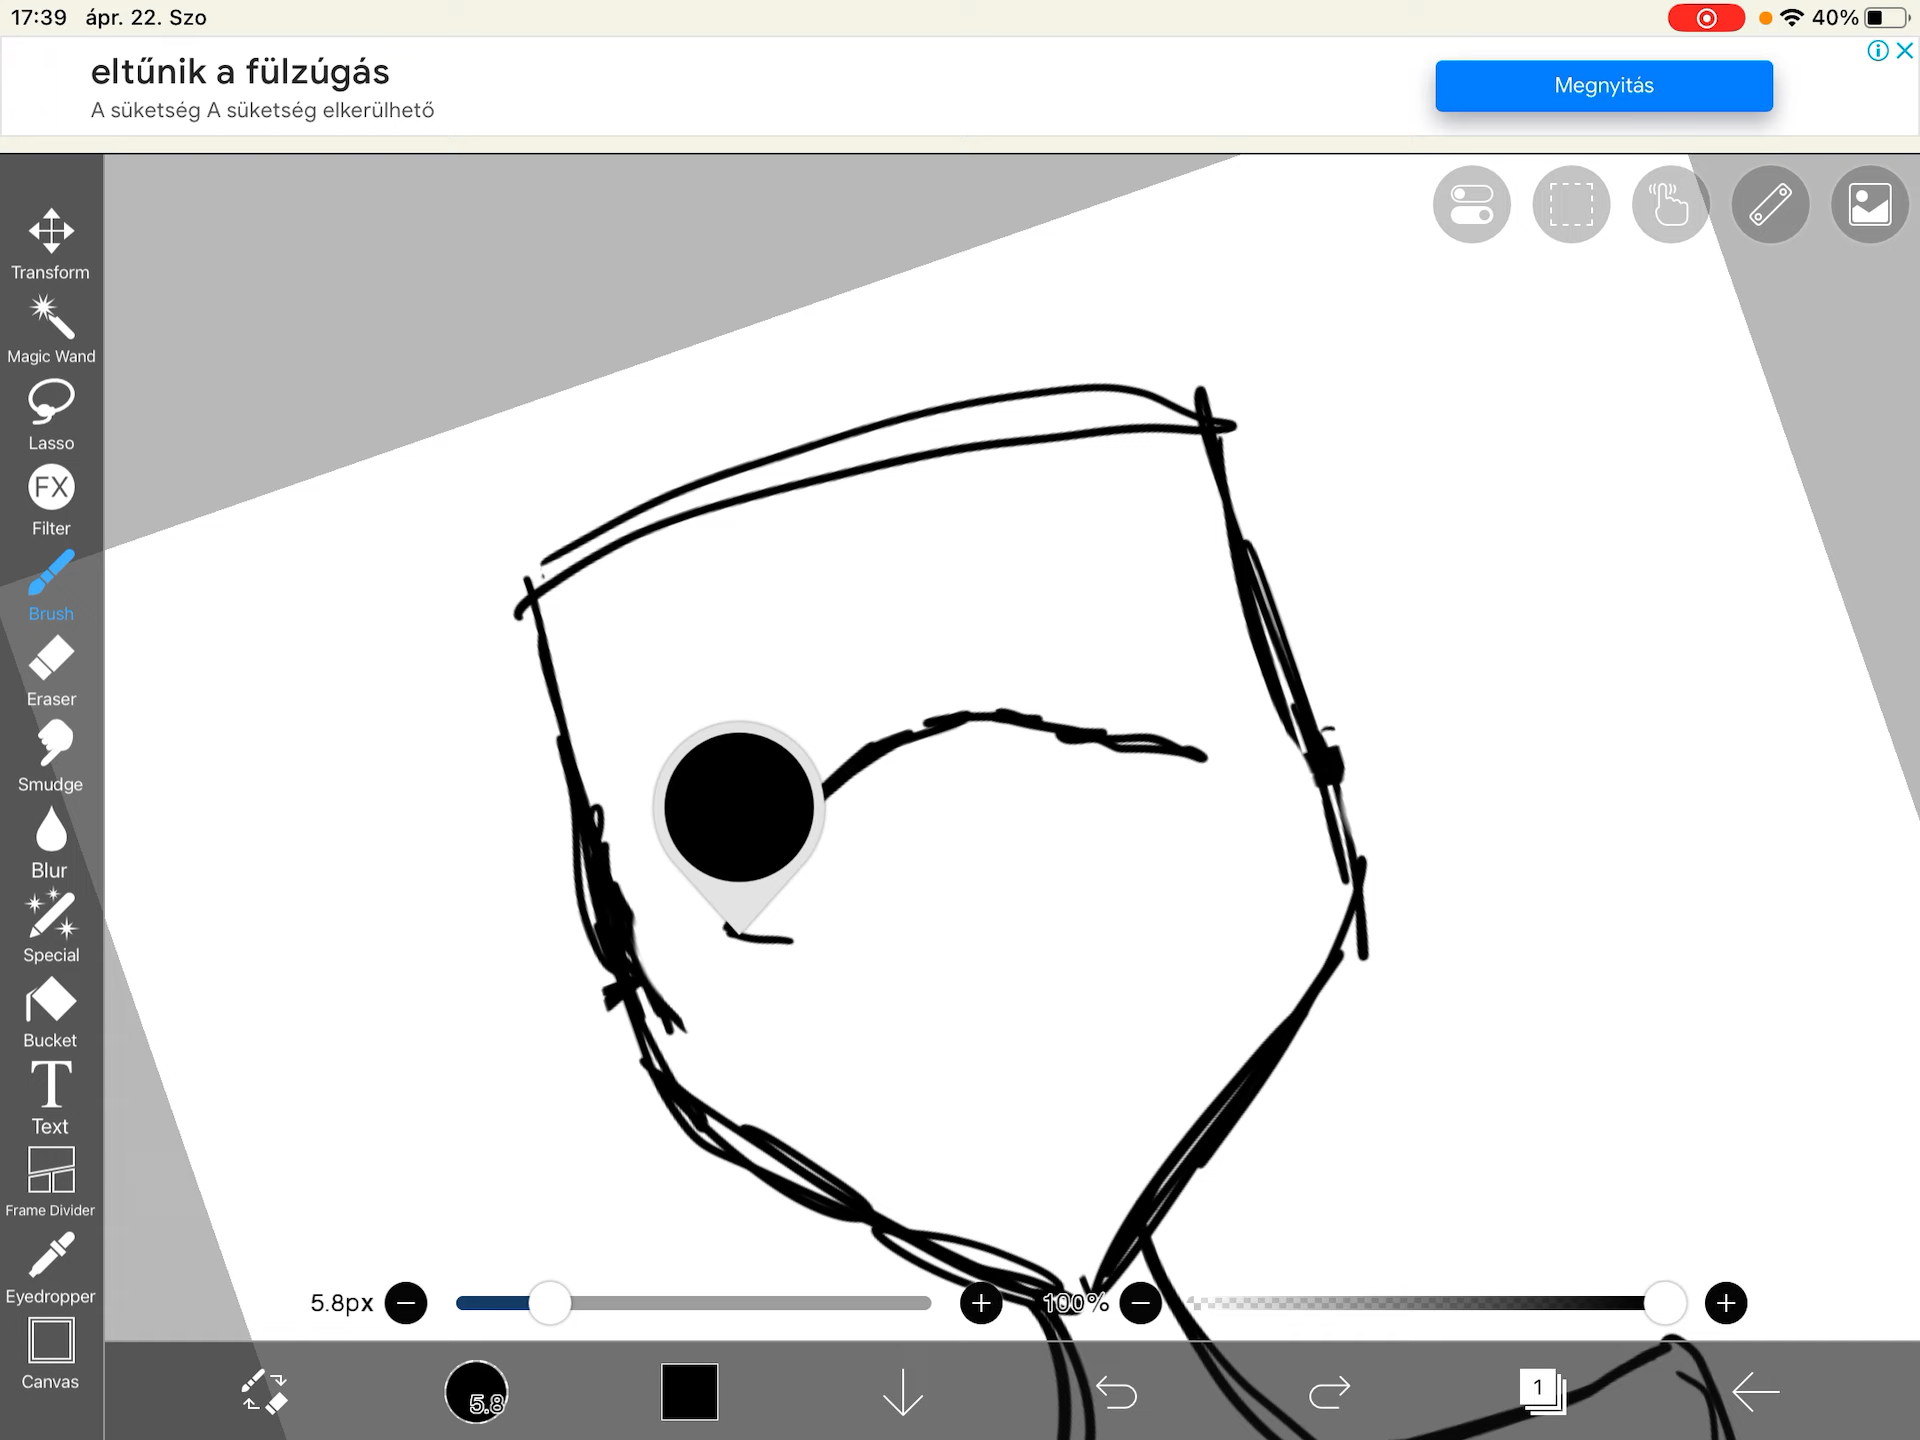 17:39 ápr. 22. Szo
40%
eltűnik a fülzúgás
A süketség A süketség elkerülhető
Megnyitás
Transform
Magic Wand
Lasso
FX
Filter
Brush
Eraser
Smudge
Blur
Special
Bucket
T
Text
Frame Divider
Eyedropper
Canvas
5.8px
100%
5.8
1